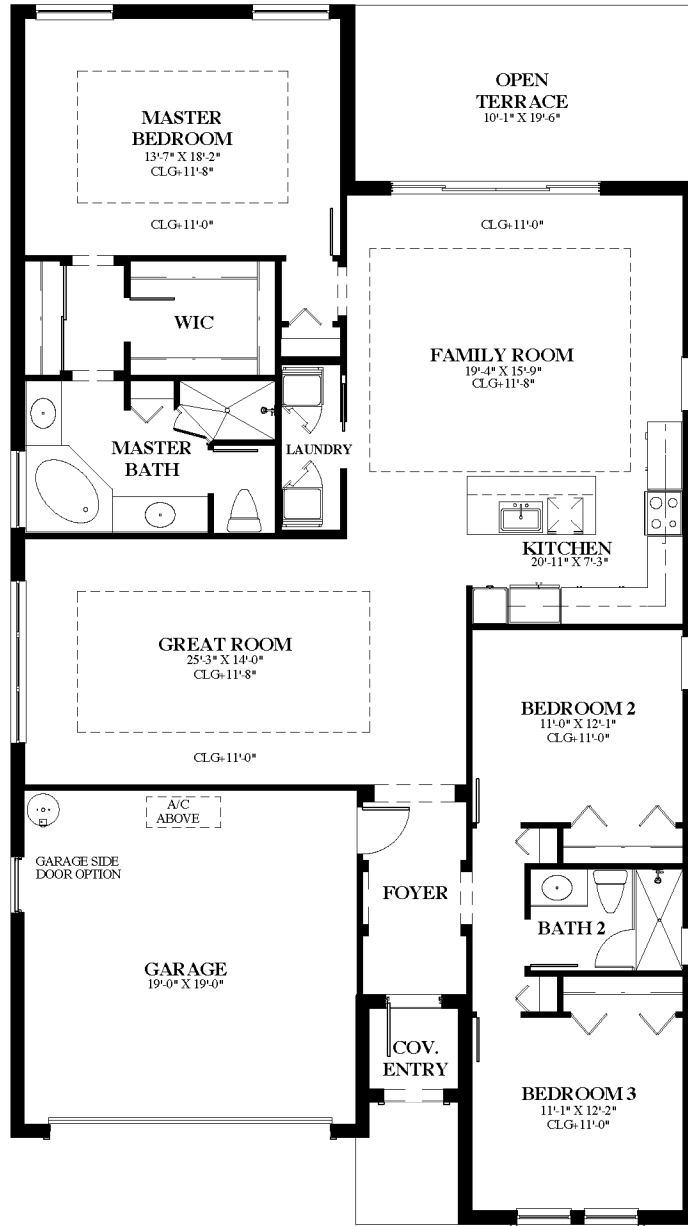 OPEN
TERRACE
10'-1" X 19'-6"
MASTER
BEDROOM
13'-7" X 18'-2"
CLG+11'-8"
CLG+11'-0"
CLG+11'-0"
WIC
FAMILY ROOM
19'-4" X 15'-9"
CLG+11'-8"
MASTER
BATH
LAUNDRY
KITCHEN
20'-11" X 7'-3"
GREAT ROOM
25'-3" X 14'-0"
CLG+11'-8"
CLG+11'-0"
BEDROOM 2
11'-0" X 12'-1"
CLG+11'-0"
A/C
ABOVE
GARAGE SIDE
DOOR OPTION
FOYER
BATH 2
GARAGE
19'-0" X 19'-0"
COV.
ENTRY
BEDROOM 3
11'-1" X 12'-2"
CLG+11'-0"